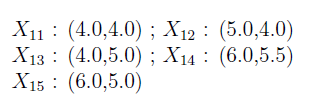 X₁₁ : (4.0,4.0) ; X₁₂ : (5.0,4.0)
X₁₃ : (4.0,5.0) ; X₁₄ : (6.0,5.5)
X₁₅ : (6.0,5.0)